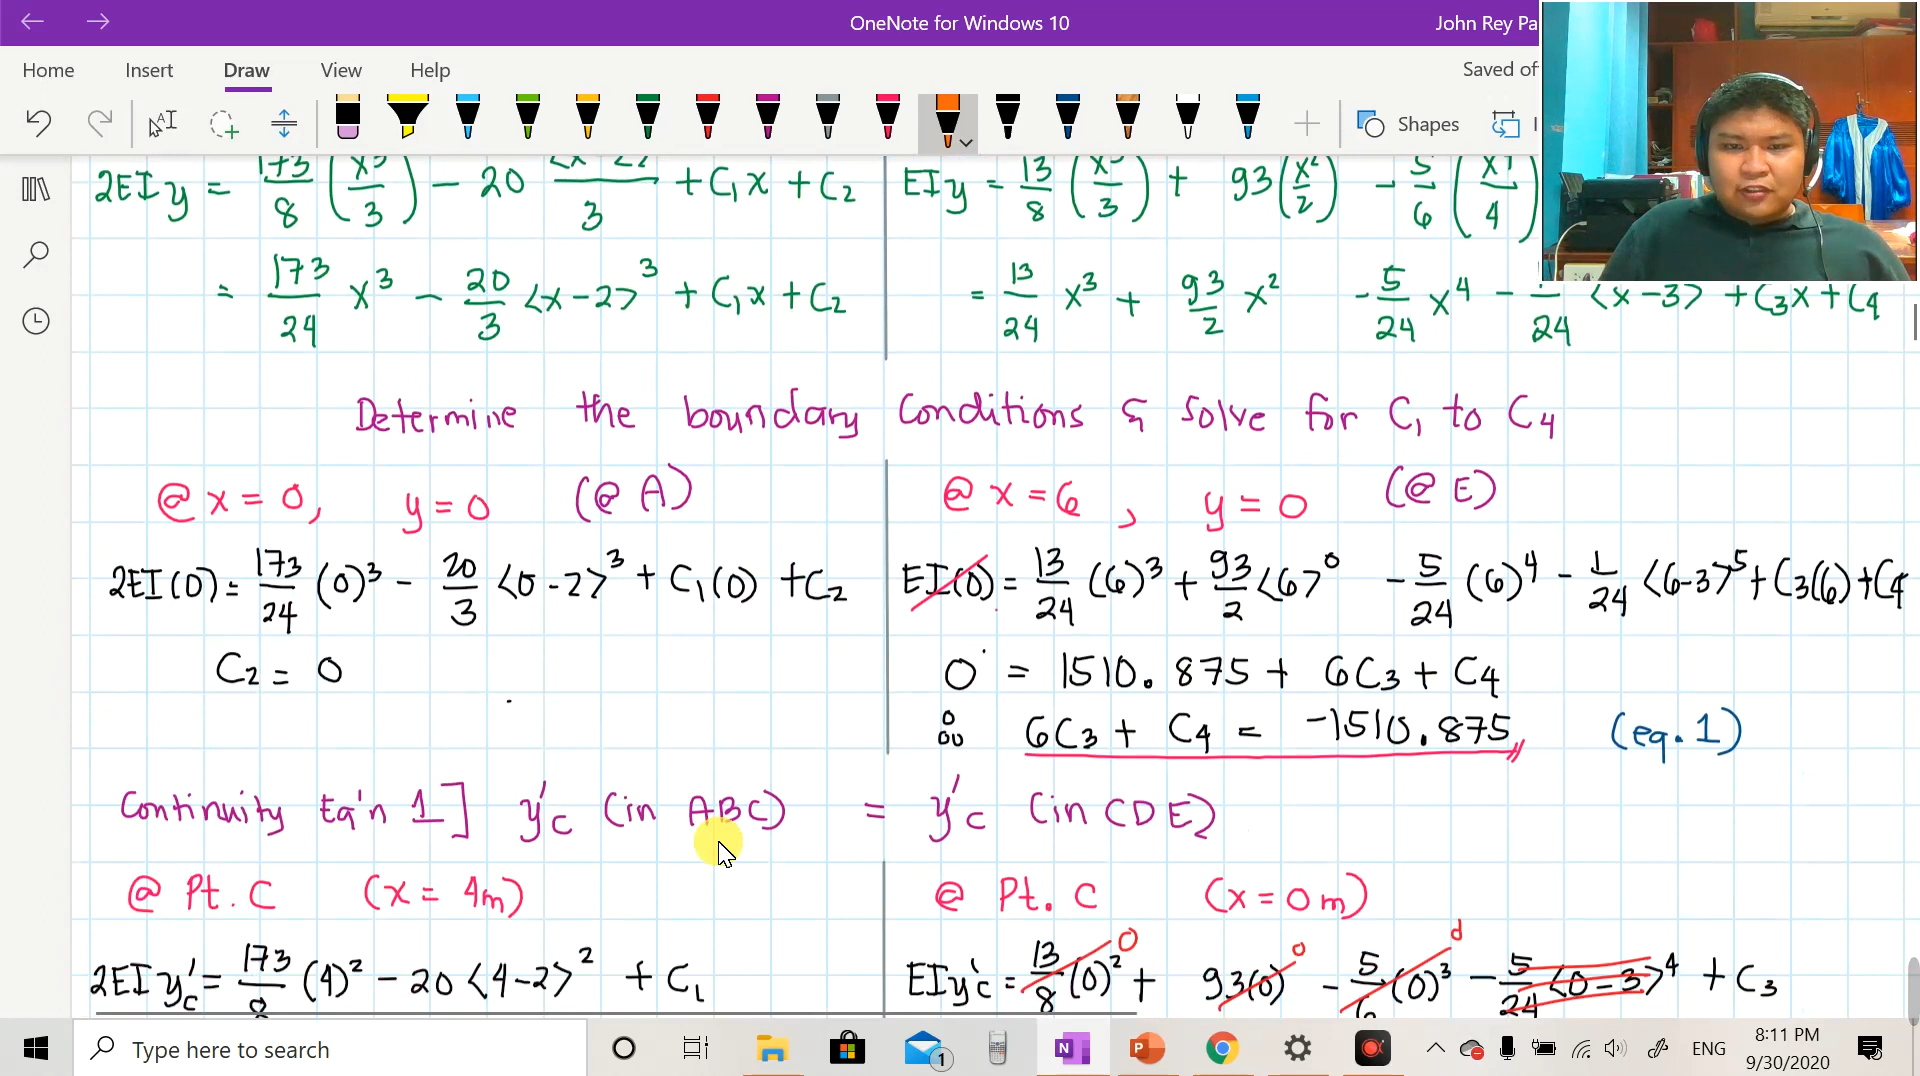 OneNote for Windows 10
John Rey Pa
Home Insert Draw View Help
Saved of
Shapes
2EIy = 173/8 (x³/3) - 20 /3 + C₁x + C₂
EIy = 13/8 (x³/3) + 93(x²/2) - 5/6 (x⁴/4)
= 173/24 x³ - 20/3 <x-2>³ + C₁x + C₂
= 13/24 x³ + 93/2 x² - 5/24 x⁴ - /24 <x-3> + C₃x + C₄
Determine the boundary Conditions & solve for C₁ to C₄
@ x = 0, y = 0 (@ A)
@ x = 6, y = 0 (@ E)
2EI(0) = 173/24 (0)³ - 20/3 <0-2>³ + C₁(0) + C₂
EI(0) = 13/24 (6)³ + 93/2 <6>⁰ - 5/24 (6)⁴ - 1/24 <6-3>⁵ + C₃(6) + C₄
C₂ = 0
0 = 1510.875 + 6C₃ + C₄
∴ 6C₃ + C₄ = -1510.875 (eq. 1)
Continuity Eq'n 1] y'c (in ABC) = y'c (in CDE)
@ Pt. C (x = 4m)
@ Pt. C (x = 0m)
2EIy'c = 173/8 (4)² - 20 <4-2>² + C₁
EIy'c = 13/8 (0)² 0 + 93(0) 0 - 5/6 (0)³ - 5/24 <0-3>⁴ + C₃
Type here to search
1
ENG
8:11 PM
9/30/2020